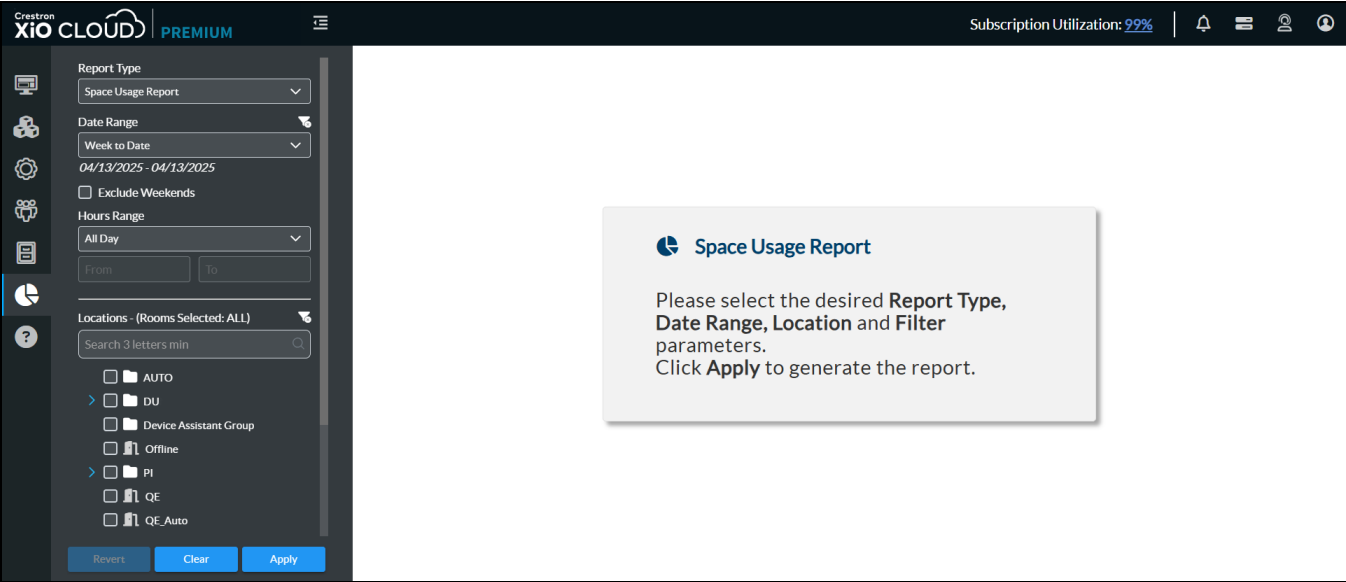 Crestron
XiO CLOUD PREMIUM
Subscription Utilization: 99%
Report Type
Space Usage Report
Date Range
Week to Date
04/13/2025 - 04/13/2025
Exclude Weekends
Hours Range
All Day
From To
Locations - (Rooms Selected: ALL)
Search 3 letters min
AUTO
DU
Device Assistant Group
Offline
PI
QE
QE_Auto
Revert Clear Apply
Space Usage Report
Please select the desired Report Type,
Date Range, Location and Filter
parameters.
Click Apply to generate the report.
?